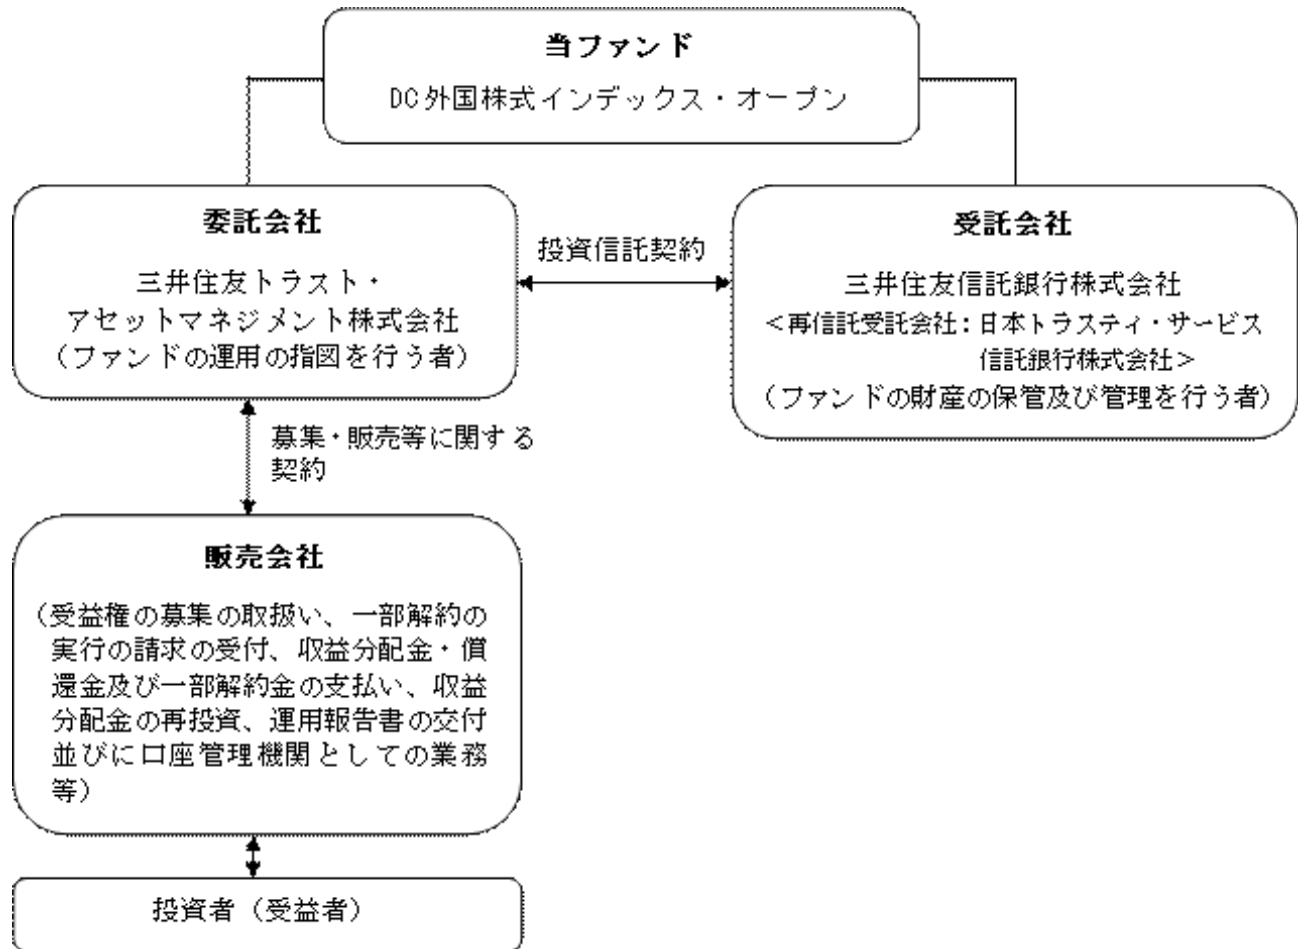 当ファンド
DC外国株式インデックス・オープン
委託会社
三井住友トラスト・
アセットマネジメント株式会社
(ファンドの運用の指図を行う者)
投資信託契約
受託会社
三井住友信託銀行株式会社
<再信託受託会社:日本トラスティ・サービス
信託銀行株式会社>
(ファンドの財産の保管及び管理を行う者)
募集・販売等に関する
契約
販売会社
(受益権の募集の取扱い、一部解約の
実行の請求の受付、収益分配金・償
還金及び一部解約金の支払い、収益
分配金の再投資、運用報告書の交付
並びに口座管理機関としての業務
等)
投資者(受益者)